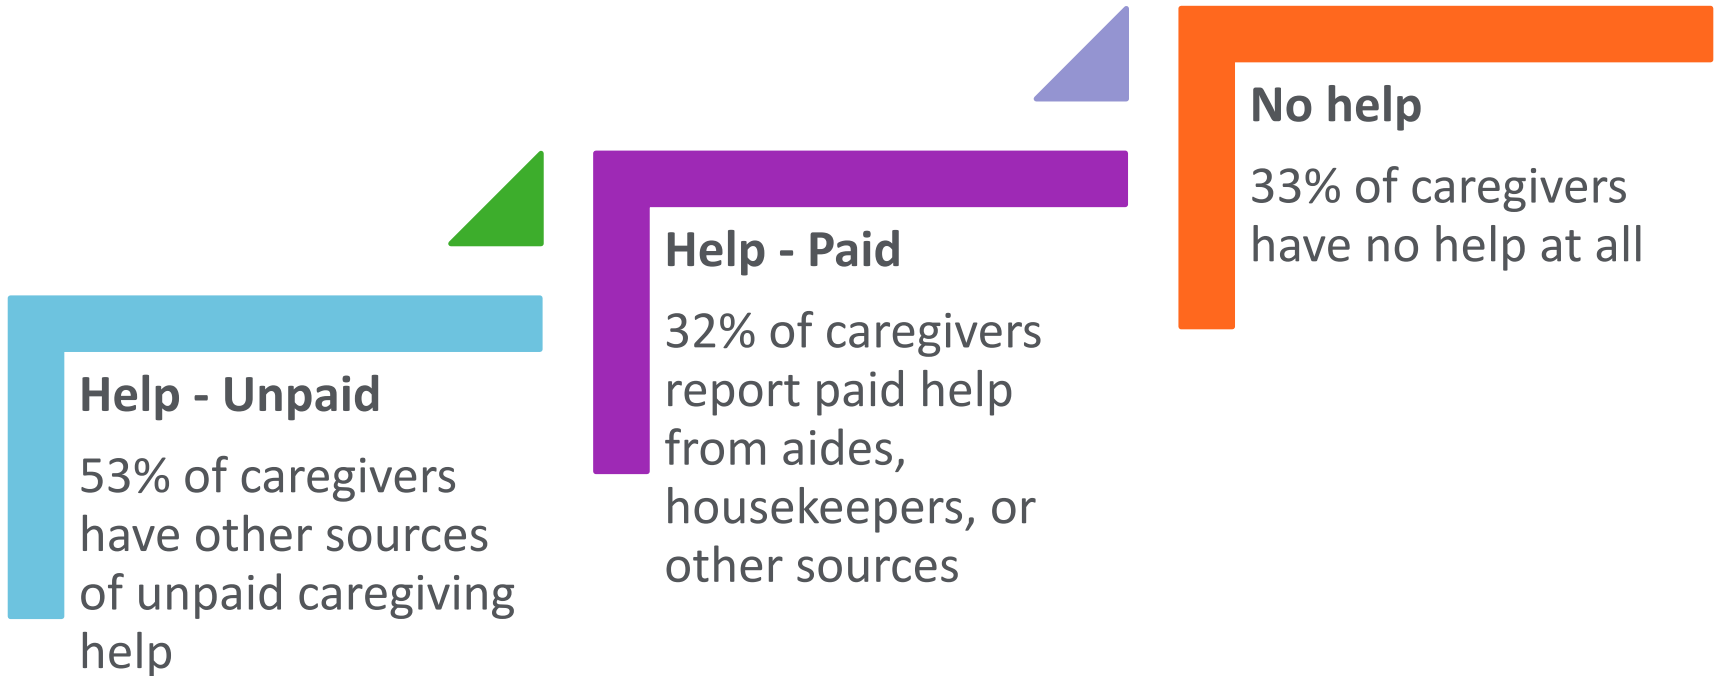 Help - Unpaid
53% of caregivers
have other sources
of unpaid caregiving
help
Help - Paid
32% of caregivers
report paid help
from aides,
housekeepers, or
other sources
No help
33% of caregivers
have no help at all